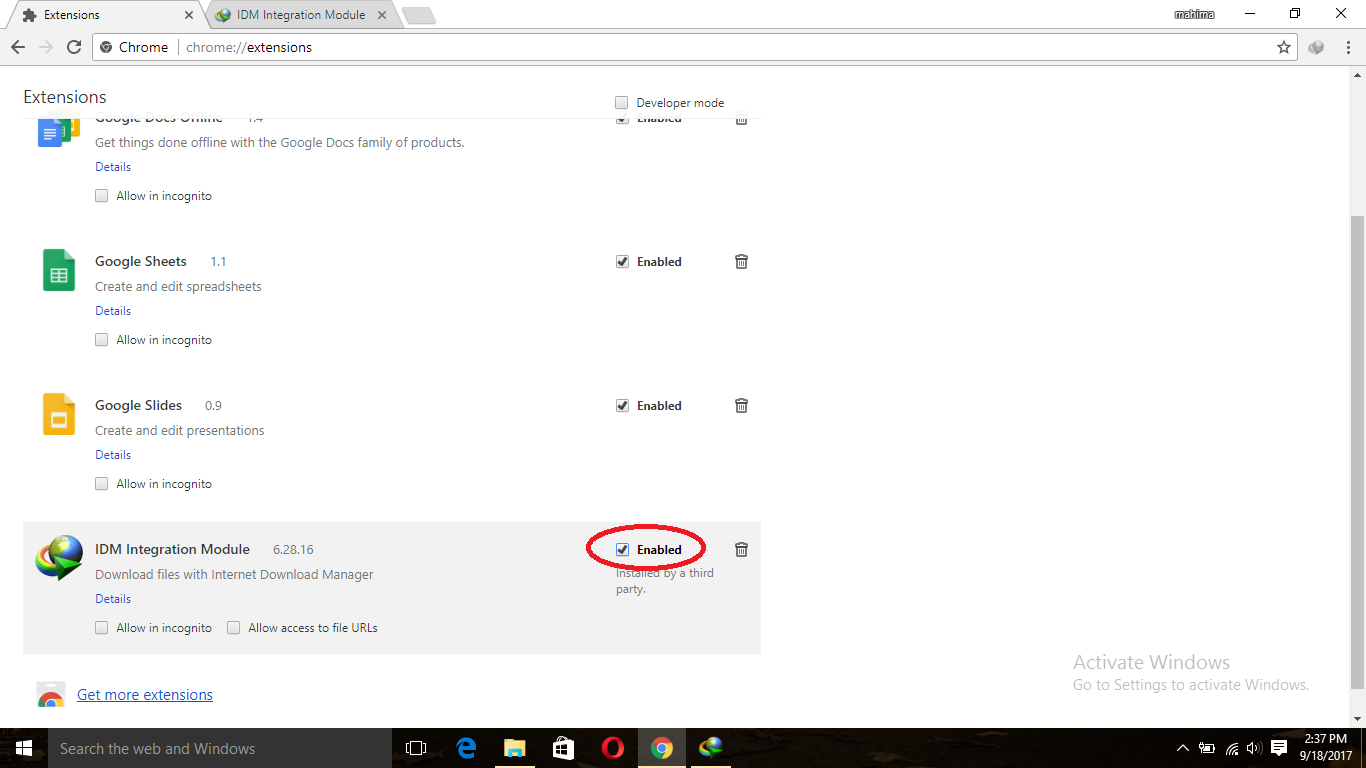 Extensions
IDM Integration Module
mahima
Chrome
chrome://extensions
Extensions
Developer mode
Google Docs Offline 1.4 Enabled
Get things done offline with the Google Docs family of products.
Details
Allow in incognito
Google Sheets 1.1 Enabled
Create and edit spreadsheets
Details
Allow in incognito
Google Slides 0.9 Enabled
Create and edit presentations
Details
Allow in incognito
IDM Integration Module 6.28.16 Enabled
Download files with Internet Download Manager
Installed by a third
party.
Details
Allow in incognito Allow access to file URLs
Get more extensions
Activate Windows
Go to Settings to activate Windows.
Search the web and Windows
2:37 PM
9/18/2017